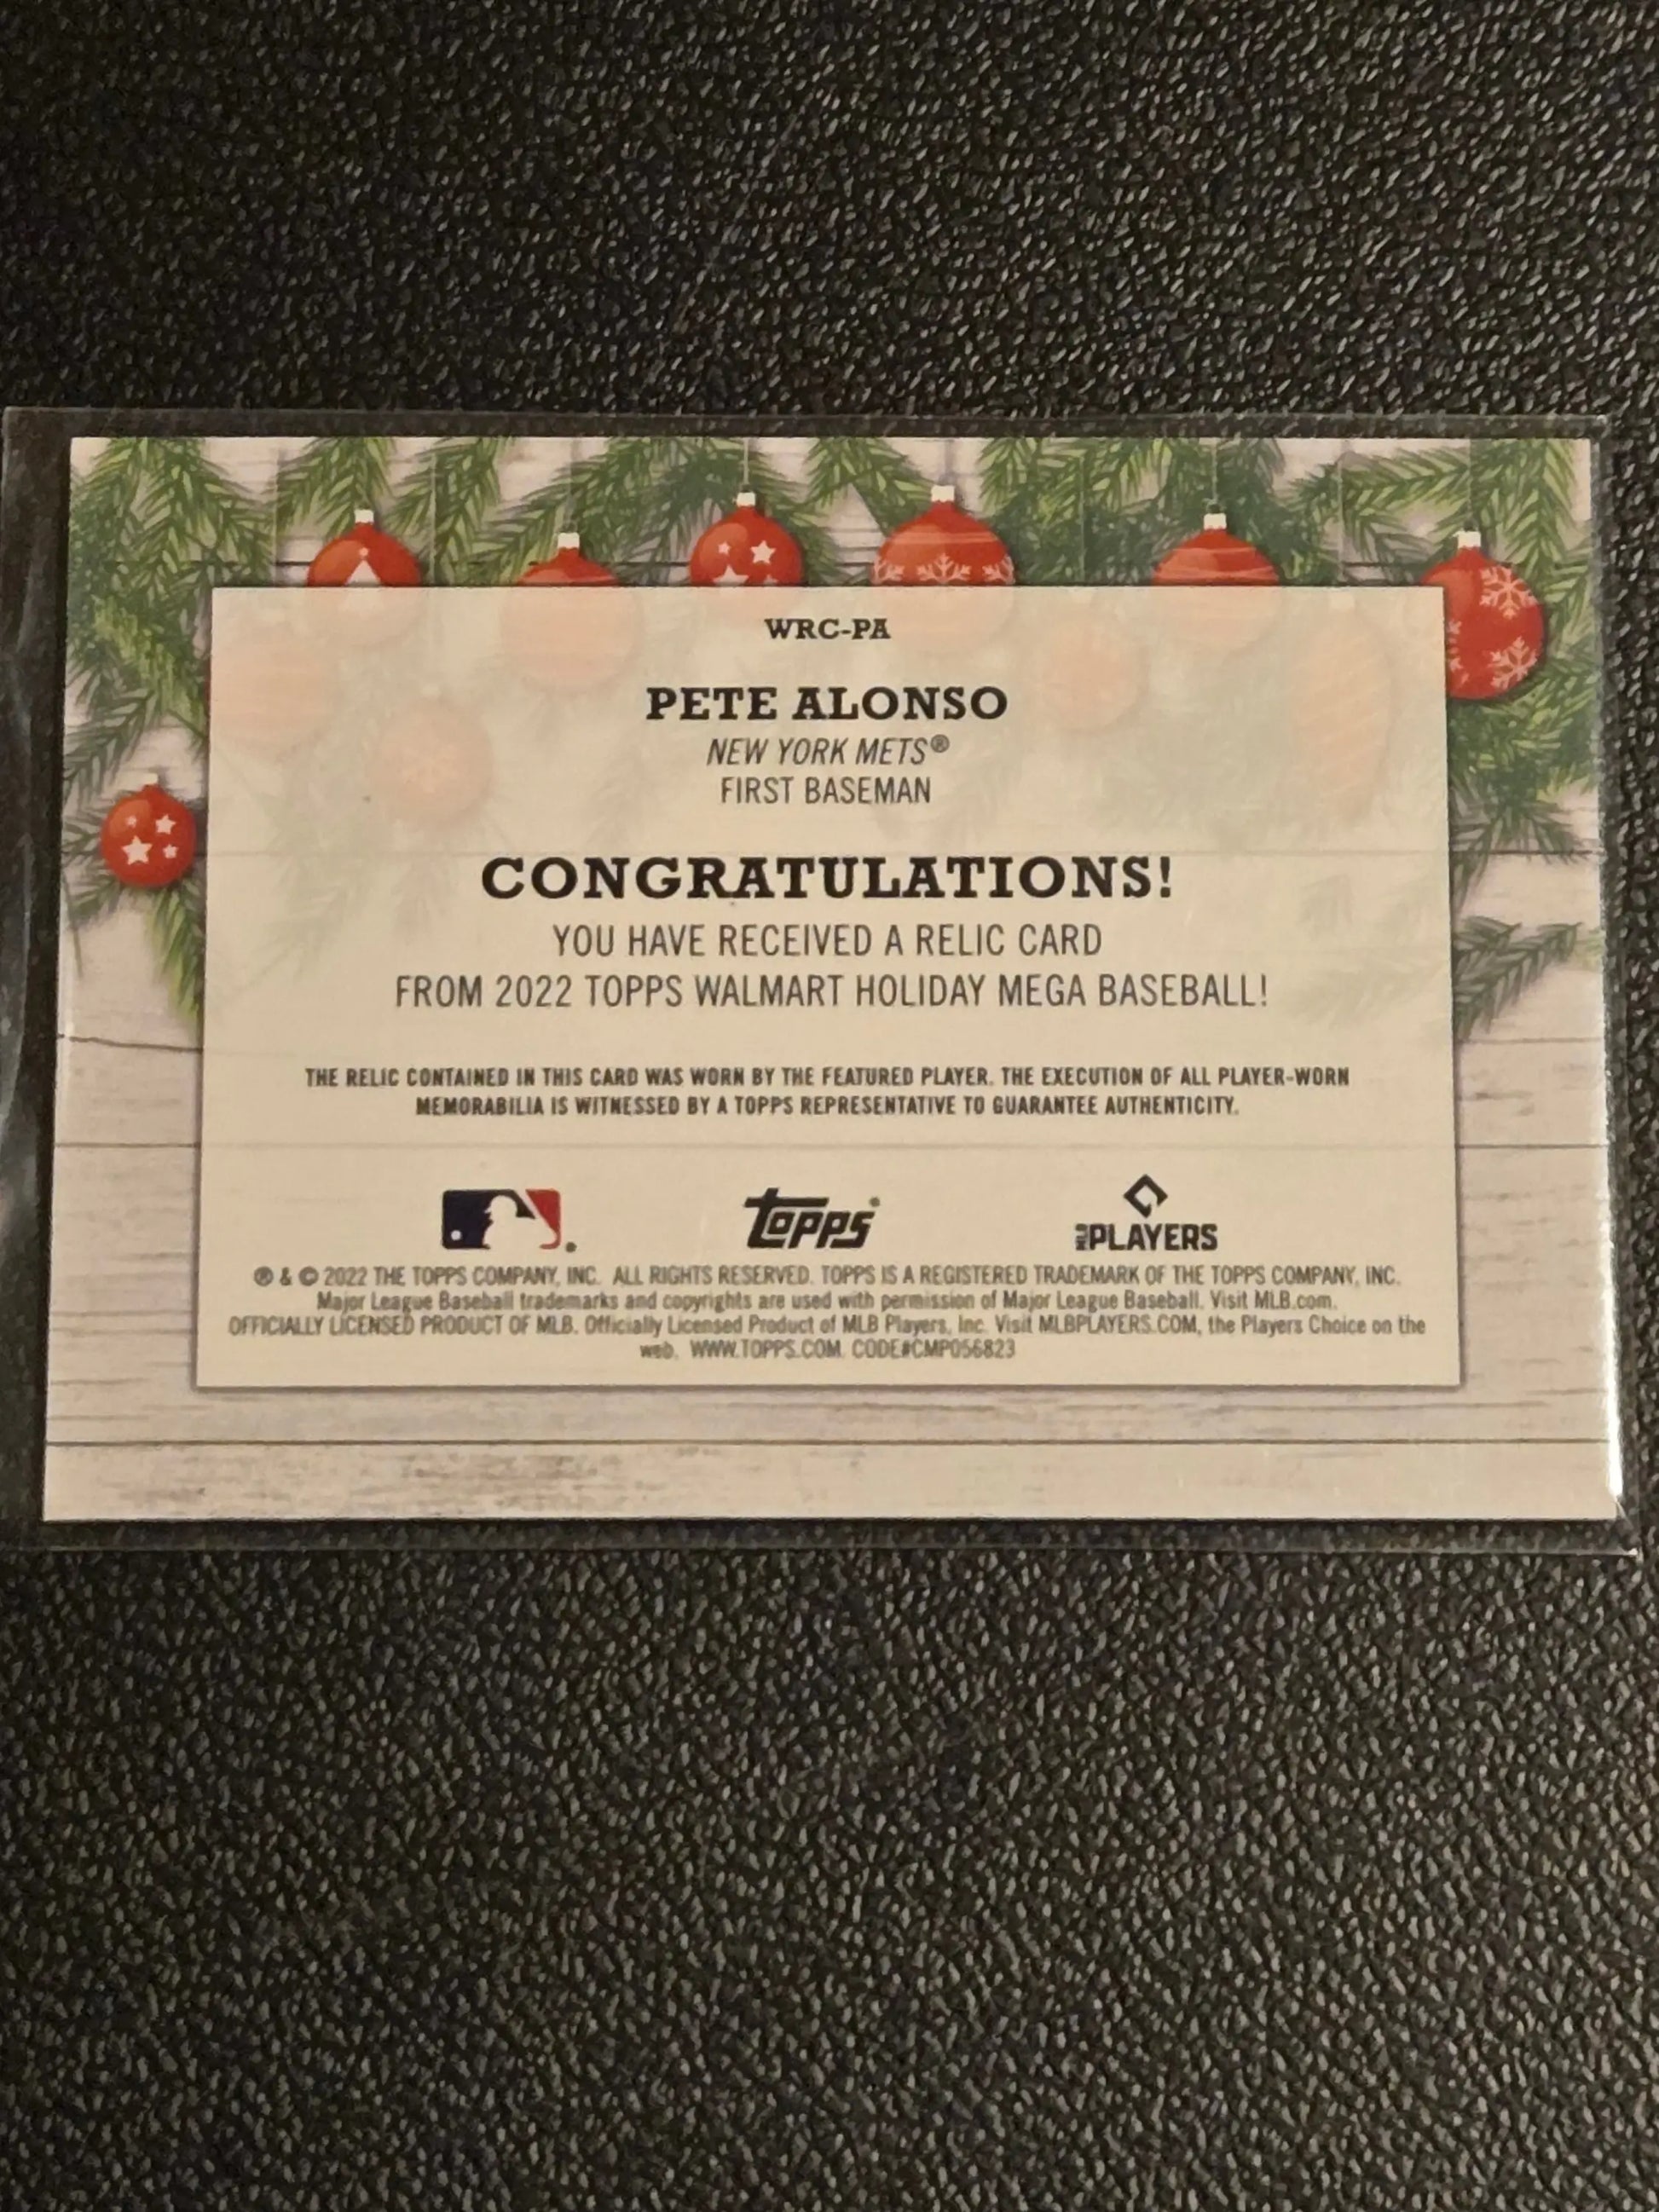 WRC-PA
PETE ALONSO
NEW YORK METS®
FIRST BASEMAN
CONGRATULATIONS!
YOU HAVE RECEIVED A RELIC CARD
FROM 2022 TOPPS WALMART HOLIDAY MEGA BASEBALL!
THE RELIC CONTAINED IN THIS CARD WAS WORN BY THE FEATURED PLAYER. THE EXECUTION OF ALL PLAYER-WORN
MEMORABILIA IS WITNESSED BY A TOPPS REPRESENTATIVE TO GUARANTEE AUTHENTICITY.
Topps MLB PLAYERS
® & © 2022 THE TOPPS COMPANY, INC. ALL RIGHTS RESERVED. TOPPS IS A REGISTERED TRADEMARK OF THE TOPPS COMPANY, INC.
Major League Baseball trademarks and copyrights are used with permission of Major League Baseball. Visit MLB.com.
OFFICIALLY LICENSED PRODUCT OF MLB. Officially Licensed Product of MLB Players, Inc. Visit MLBPLAYERS.COM, the Players Choice on the
web. WWW.TOPPS.COM. CODE#CMP056823